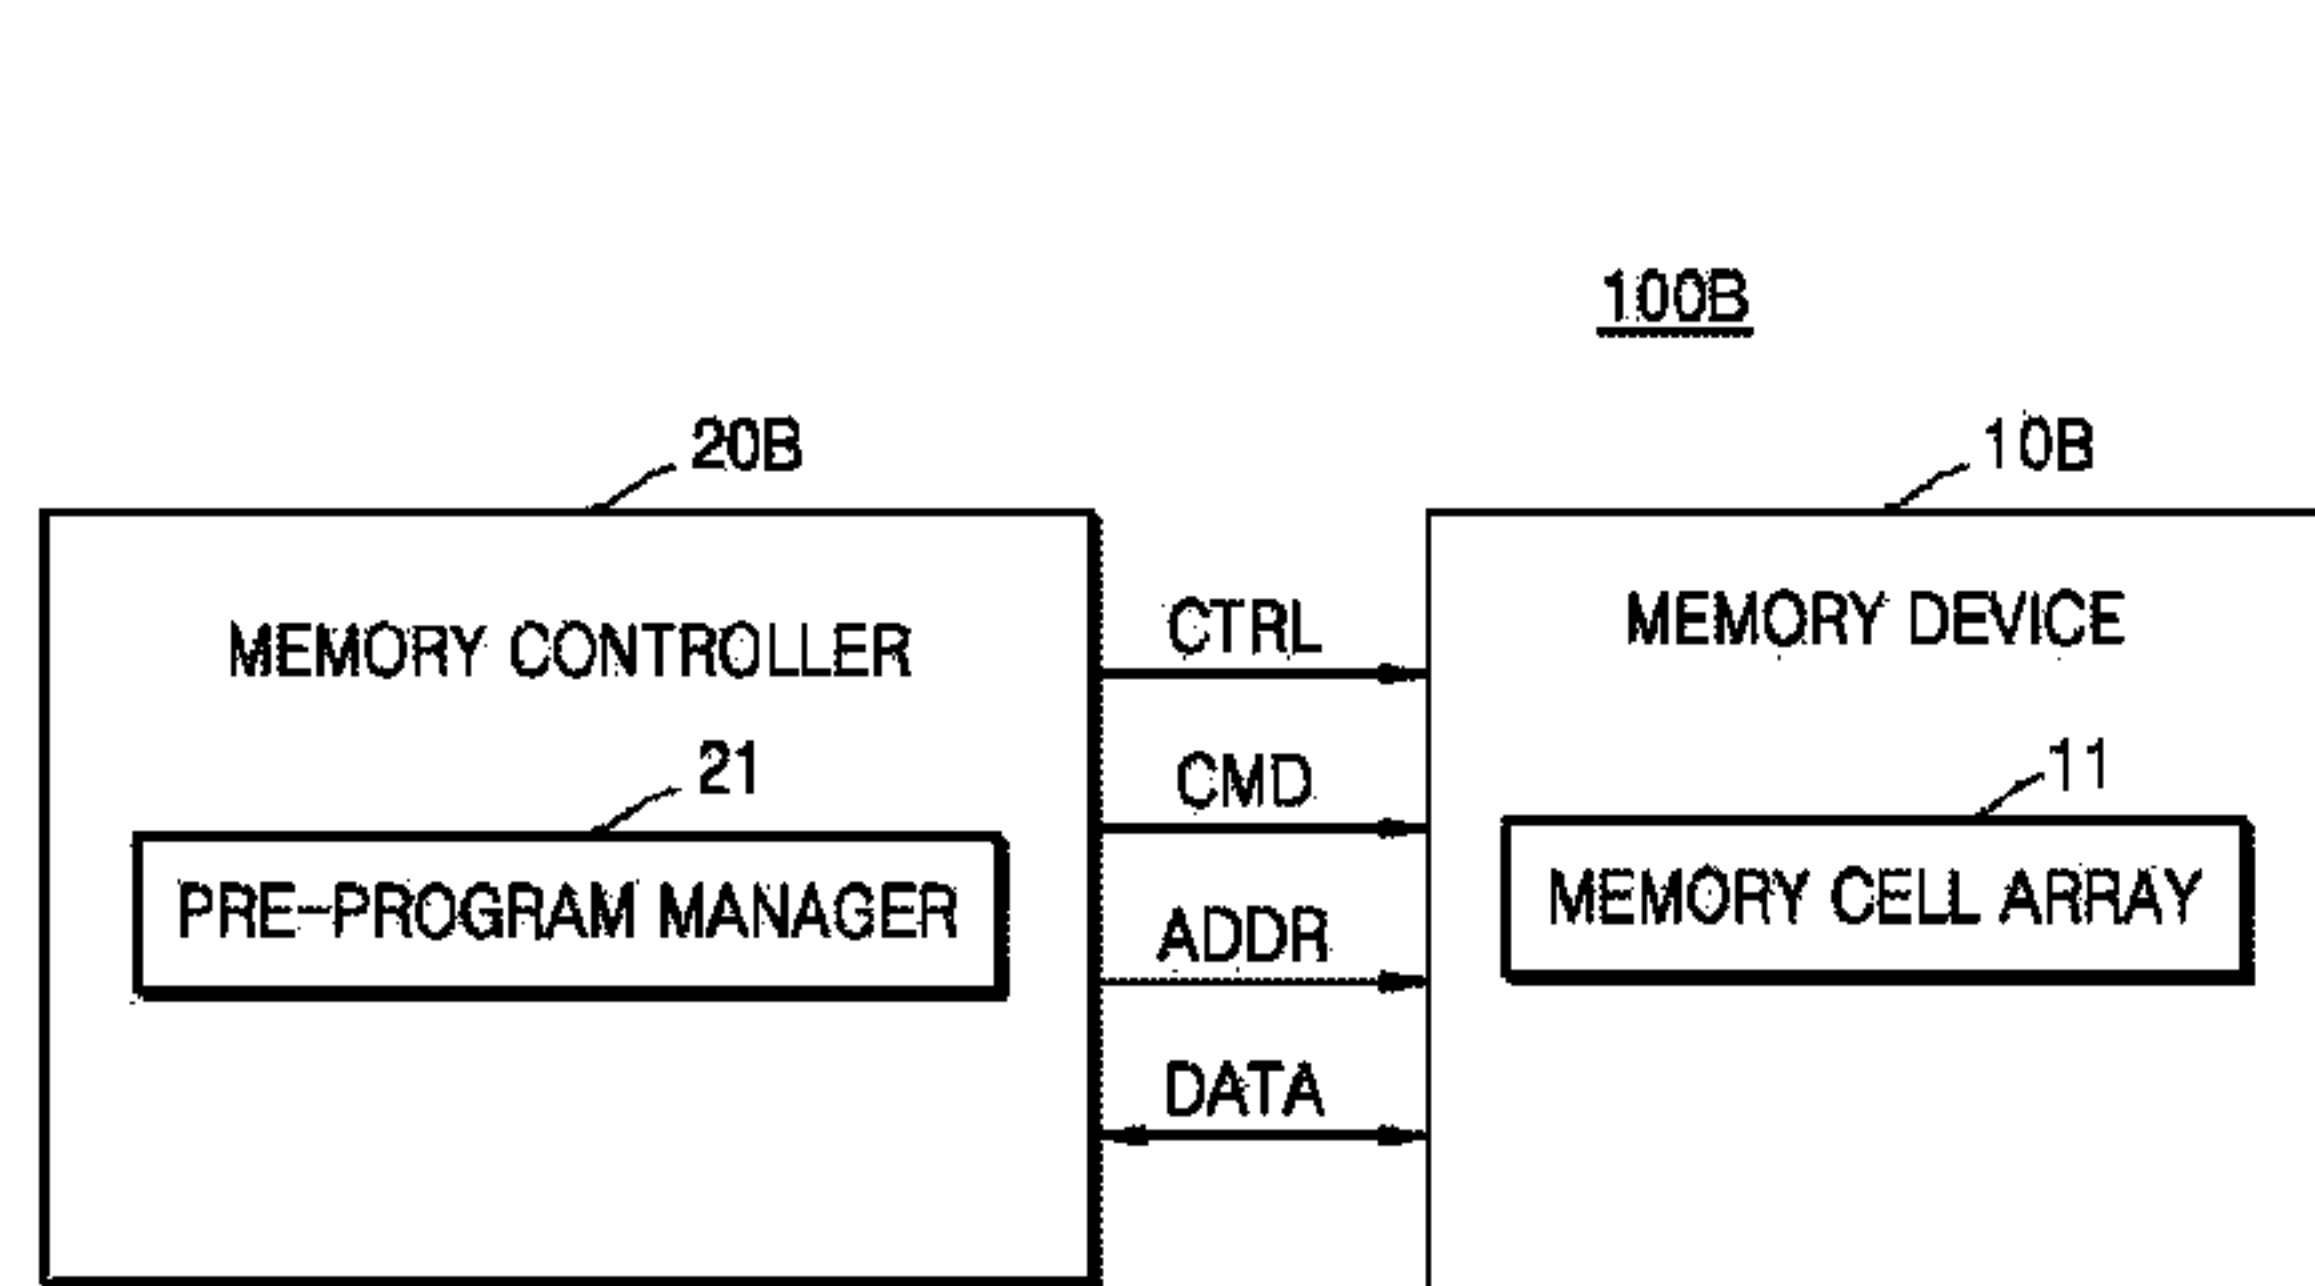 100B
20B
10B
MEMORY CONTROLLER
CTRL
MEMORY DEVICE
21
CMD
11
PRE-PROGRAM MANAGER
ADDR
MEMORY CELL ARRAY
DATA